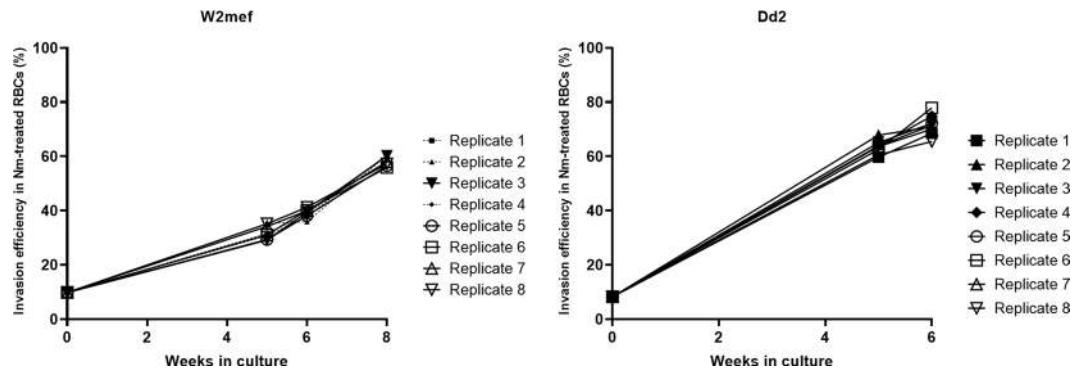 W2mef
Invasion efficiency in Nm-treated RBCs (%)
100
80
60
40
20
0
0 2 4 6 8
Weeks in culture
Replicate 1
Replicate 2
Replicate 3
Replicate 4
Replicate 5
Replicate 6
Replicate 7
Replicate 8
Dd2
Invasion efficiency in Nm-treated RBCs (%)
100
80
60
40
20
0
0 2 4 6
Weeks in culture
Replicate 1
Replicate 2
Replicate 3
Replicate 4
Replicate 5
Replicate 6
Replicate 7
Replicate 8